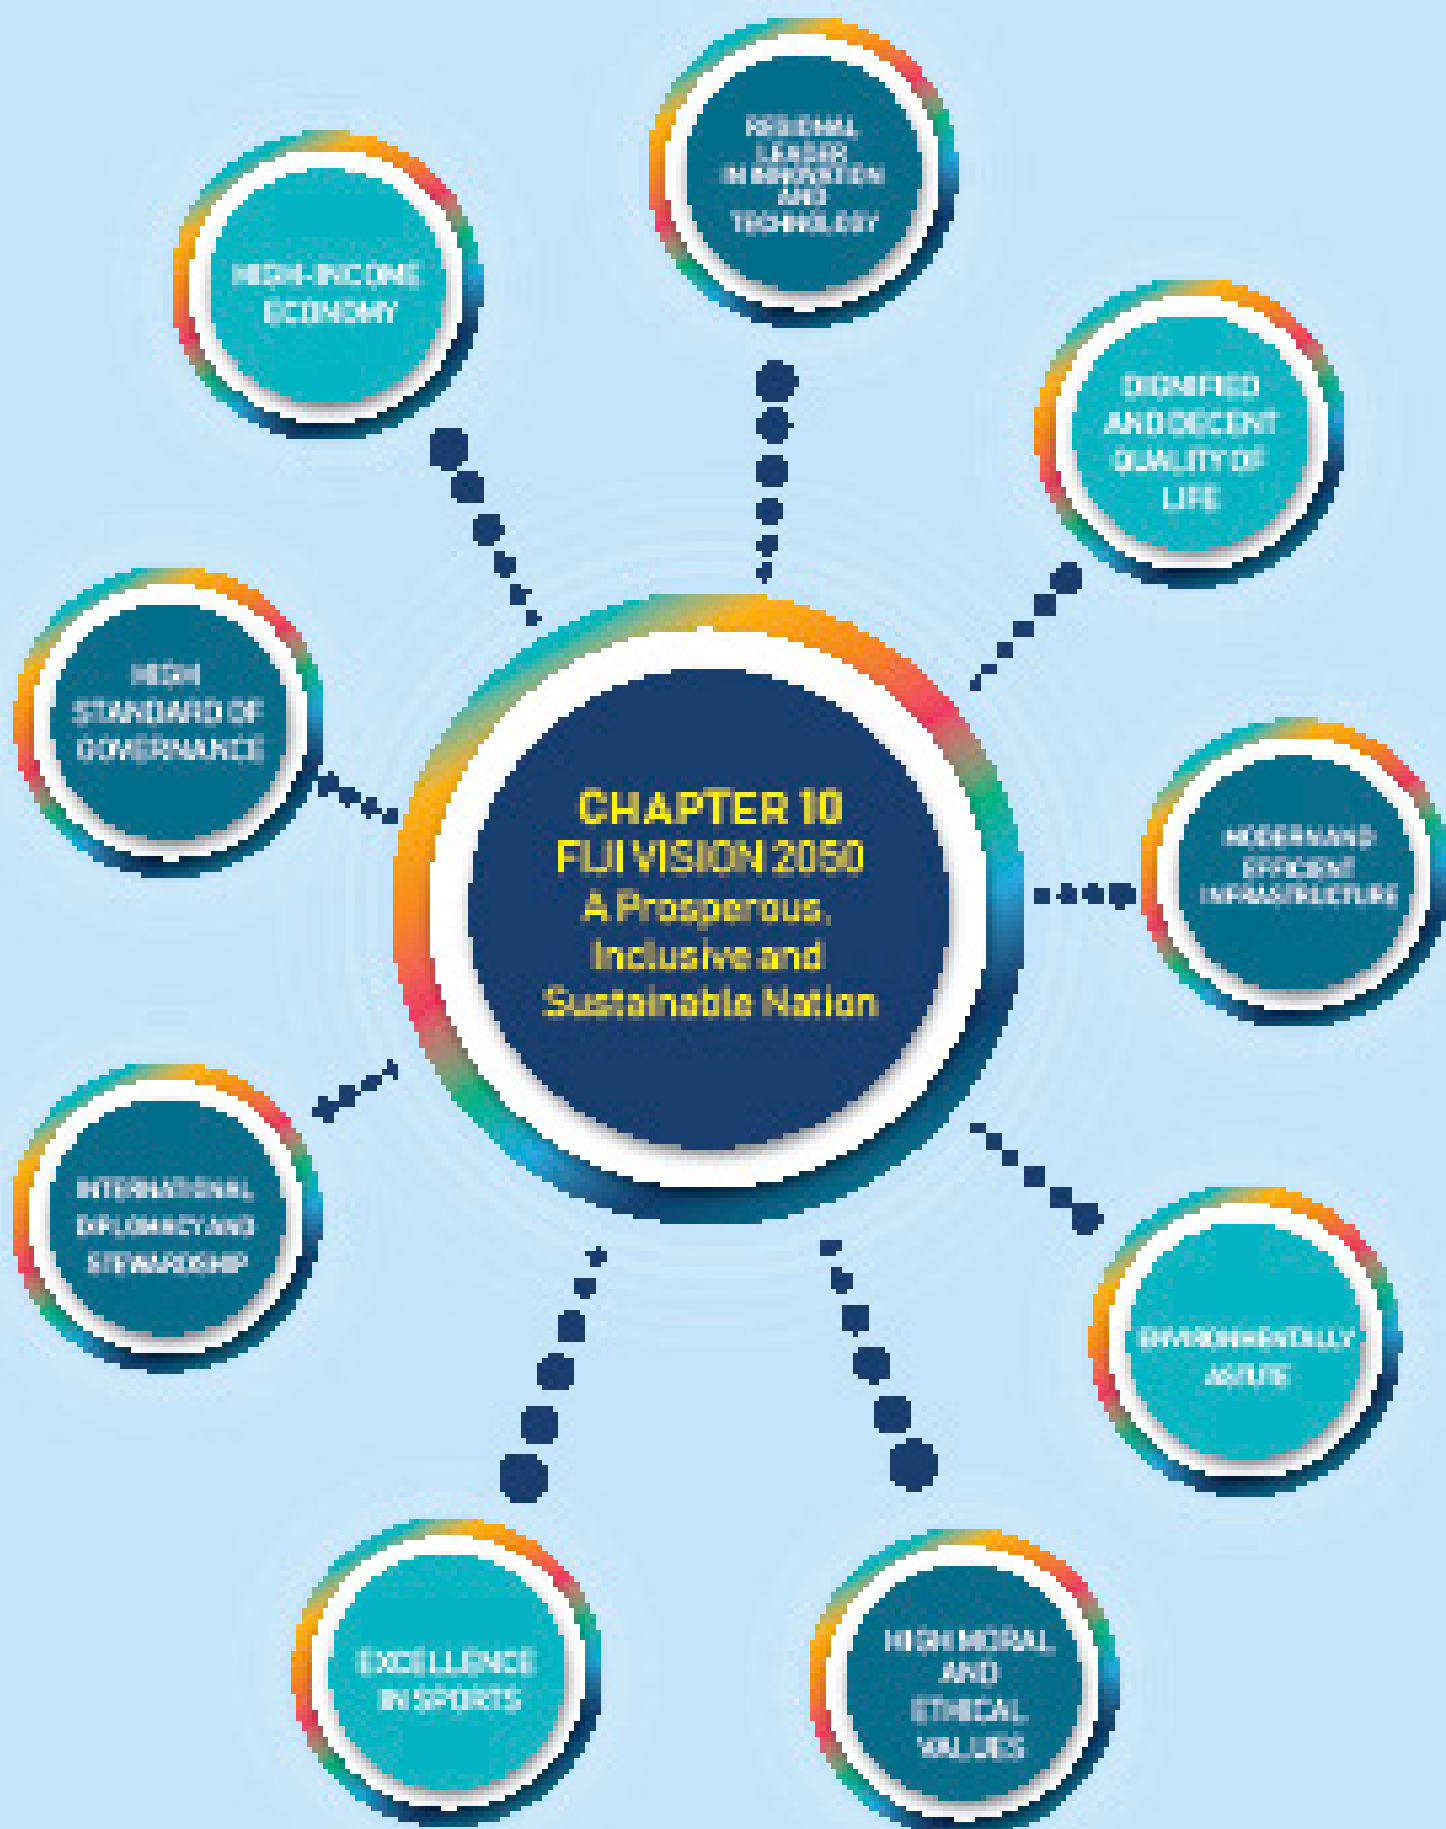 REGIONAL
LEADER
IN INNOVATION
AND
TECHNOLOGY
HIGH-INCOME
ECONOMY
DIGNIFIED
AND DECENT
QUALITY OF
LIFE
HIGH
STANDARD OF
GOVERNANCE
CHAPTER 10
FIJI VISION 2050
A Prosperous,
Inclusive and
Sustainable Nation
MODERN AND
EFFICIENT
INFRASTRUCTURE
INTERNATIONAL
DIPLOMACY AND
STEWARDSHIP
ENVIRONMENTALLY
ASTUTE
EXCELLENCE
IN SPORTS
HIGH MORAL
AND
ETHICAL
VALUES